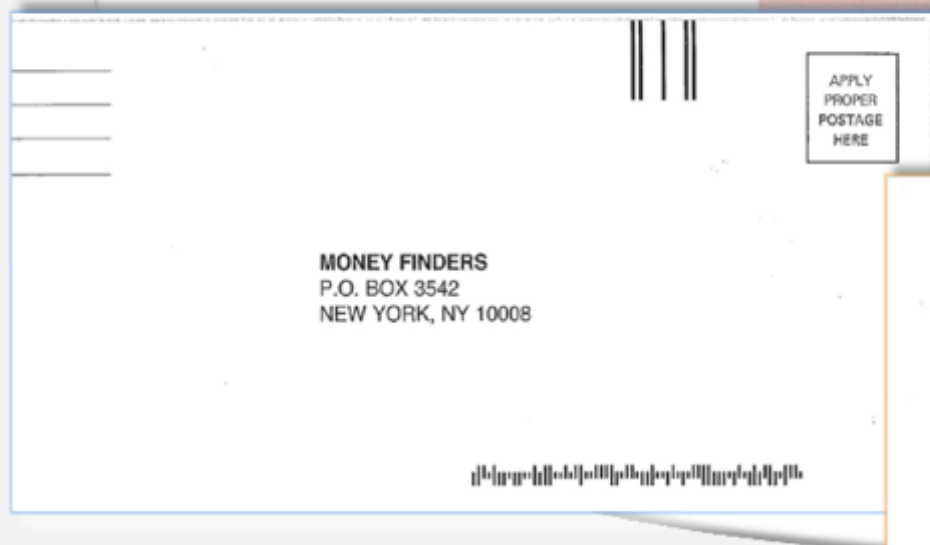 APPLY
PROPER
POSTAGE
HERE
MONEY FINDERS
P.O. BOX 3542
NEW YORK, NY 10008